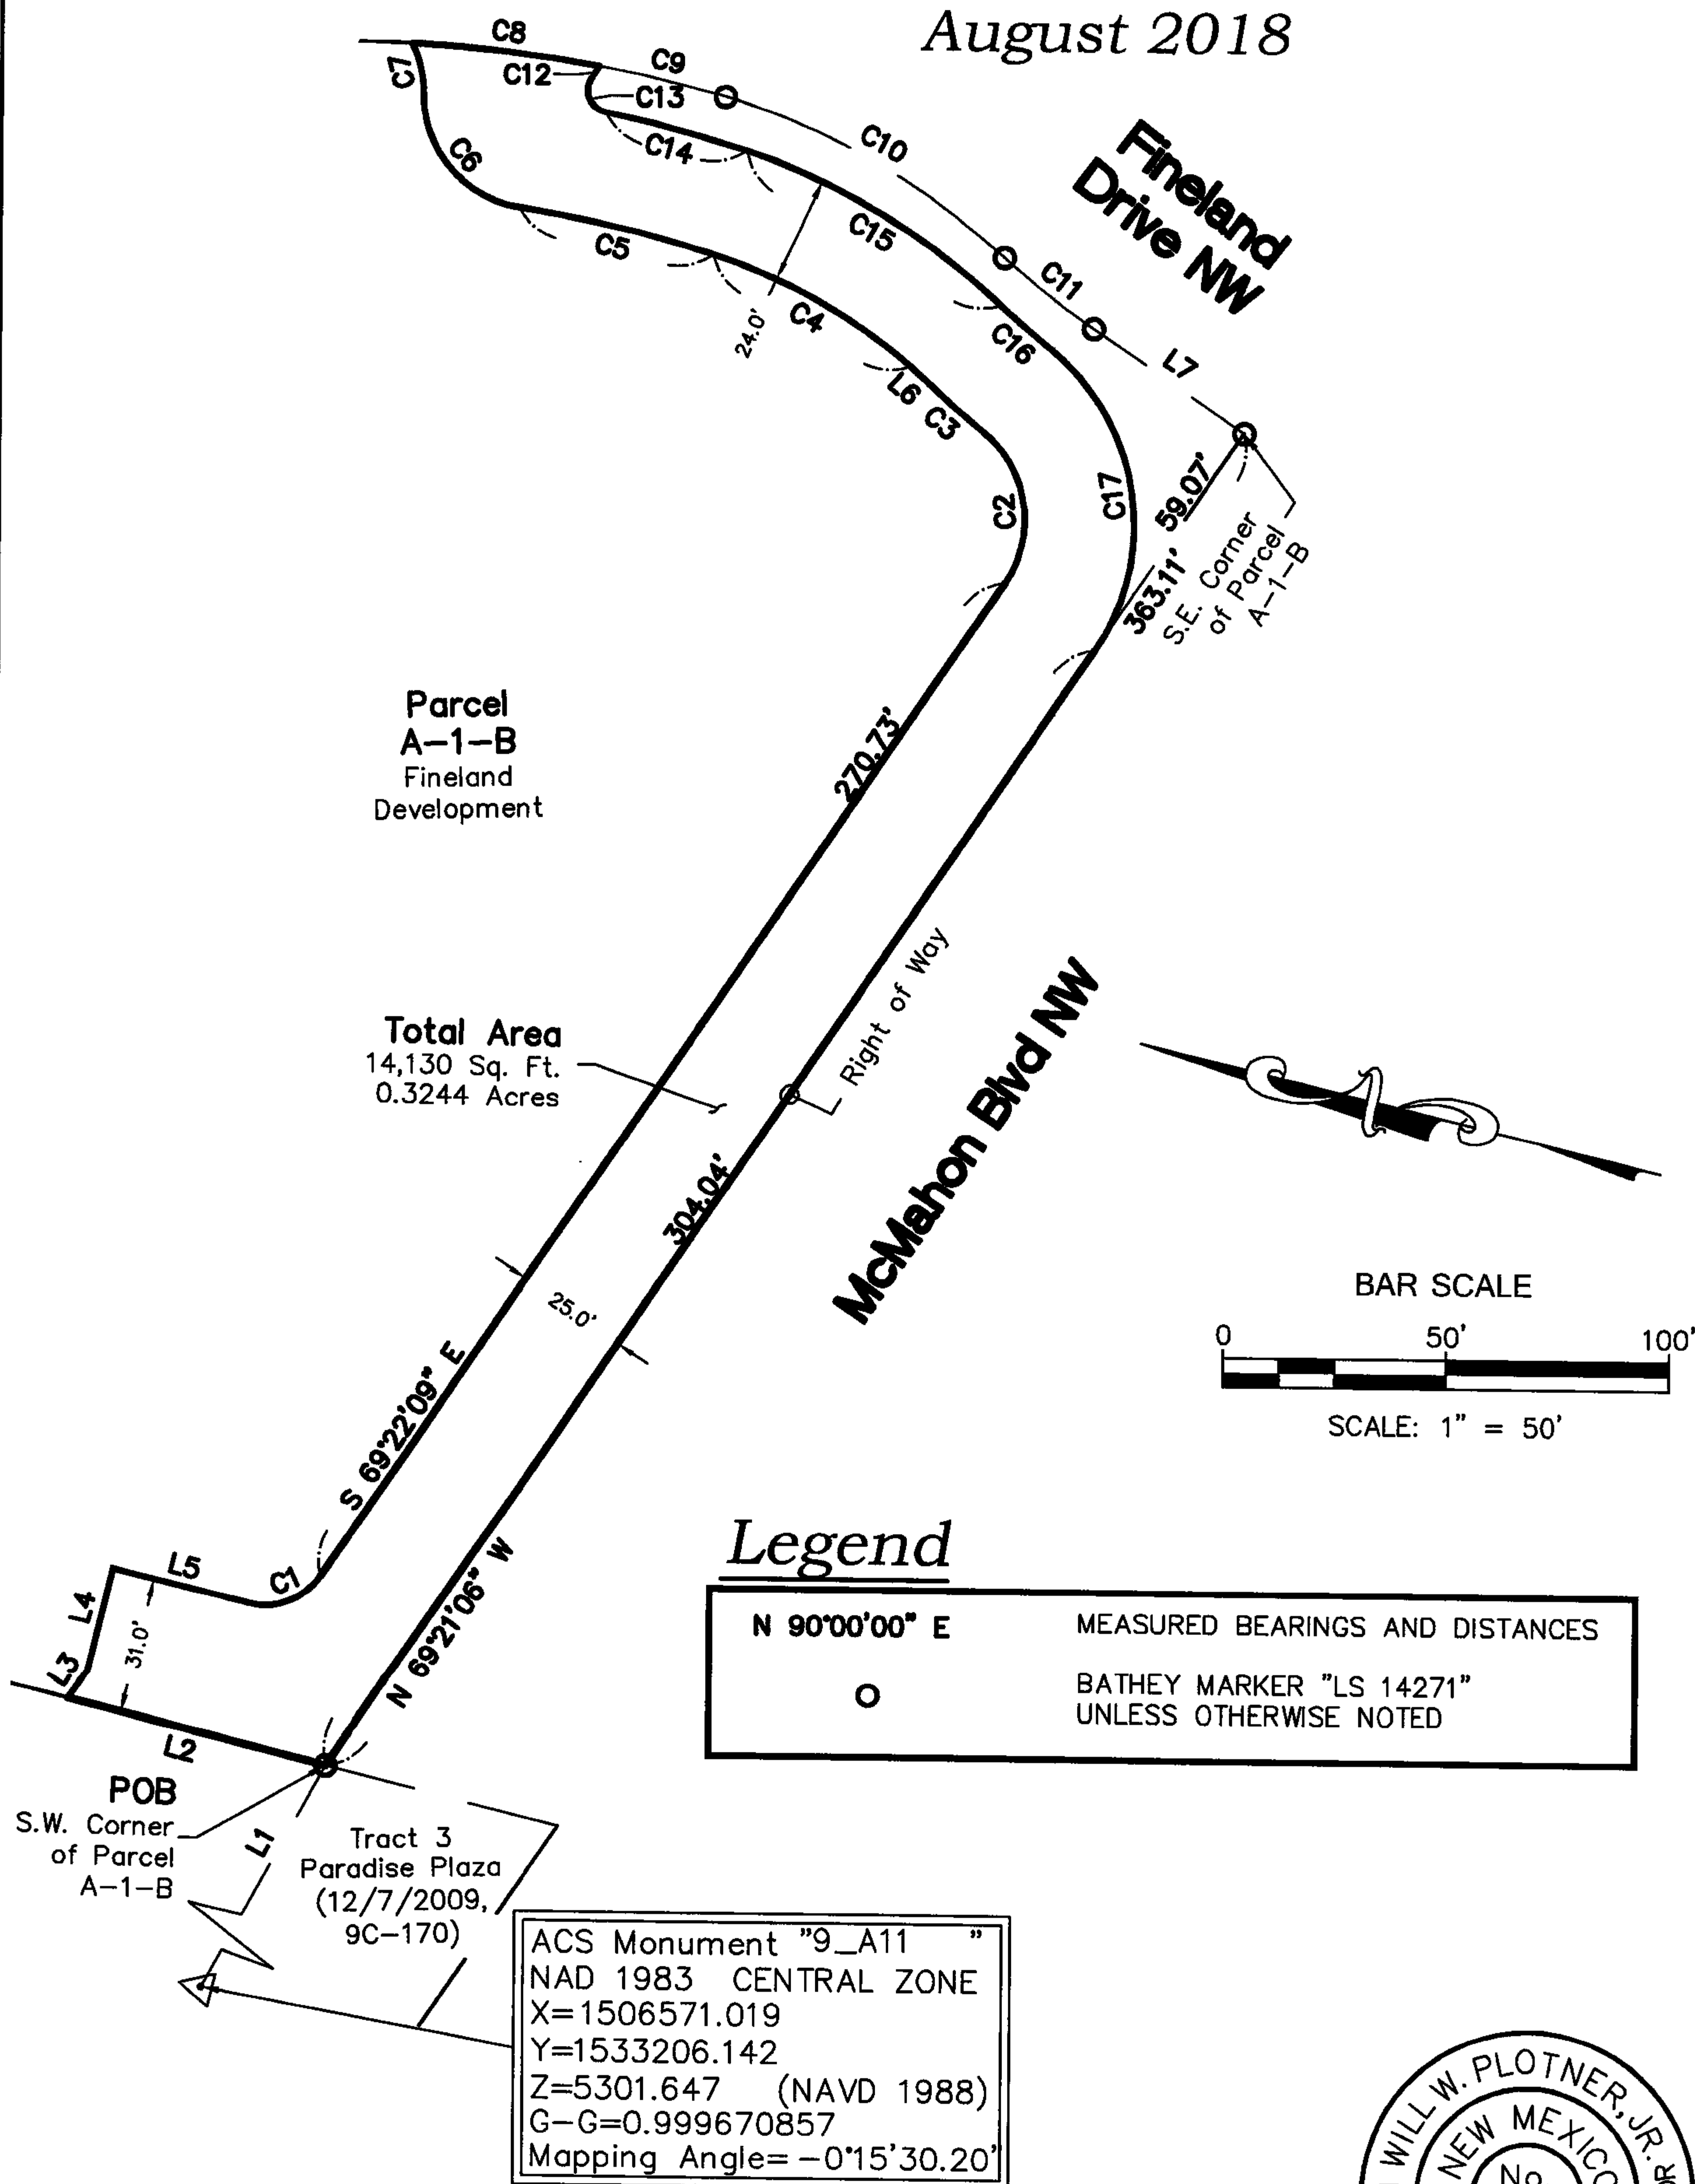 August 2018
C8
C9
C7
C12
C13
C10
C14
C6
Fineland
Drive NW
C5
C15
C11
C4
24.0'
C16
L7
L6 C3
C2
C17
363.11' 59.07'
S.E. Corner
of Parcel
A-1-B
Parcel
A-1-B
Fineland
Development
270.73'
Right of Way
Total Area
14,130 Sq. Ft.
0.3244 Acres
McMahon Blvd NW
304.04'
25.0'
BAR SCALE
0 50' 100'
SCALE: 1" = 50'
S 69°22'09" E
Legend
N 90°00'00" E MEASURED BEARINGS AND DISTANCES
BATHEY MARKER "LS 14271"
UNLESS OTHERWISE NOTED
L5
C1
L4
31.0'
L3
N 69°21'06" W
L2
POB
S.W. Corner
of Parcel
A-1-B
L1
Tract 3
Paradise Plaza
(12/7/2009,
9C-170)
ACS Monument "9_A11 "
NAD 1983 CENTRAL ZONE
X=1506571.019
Y=1533206.142
Z=5301.647 (NAVD 1988)
G-G=0.999670857
Mapping Angle= -0°15'30.20'
WILL W. PLOTNER, JR.
NEW MEXICO
No